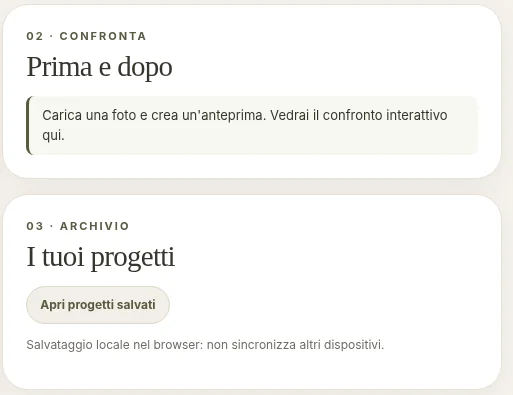 02 · CONFRONTA
Prima e dopo
Carica una foto e crea un'anteprima. Vedrai il confronto interattivo
qui.
03 · ARCHIVIO
I tuoi progetti
Apri progetti salvati
Salvataggio locale nel browser: non sincronizza altri dispositivi.